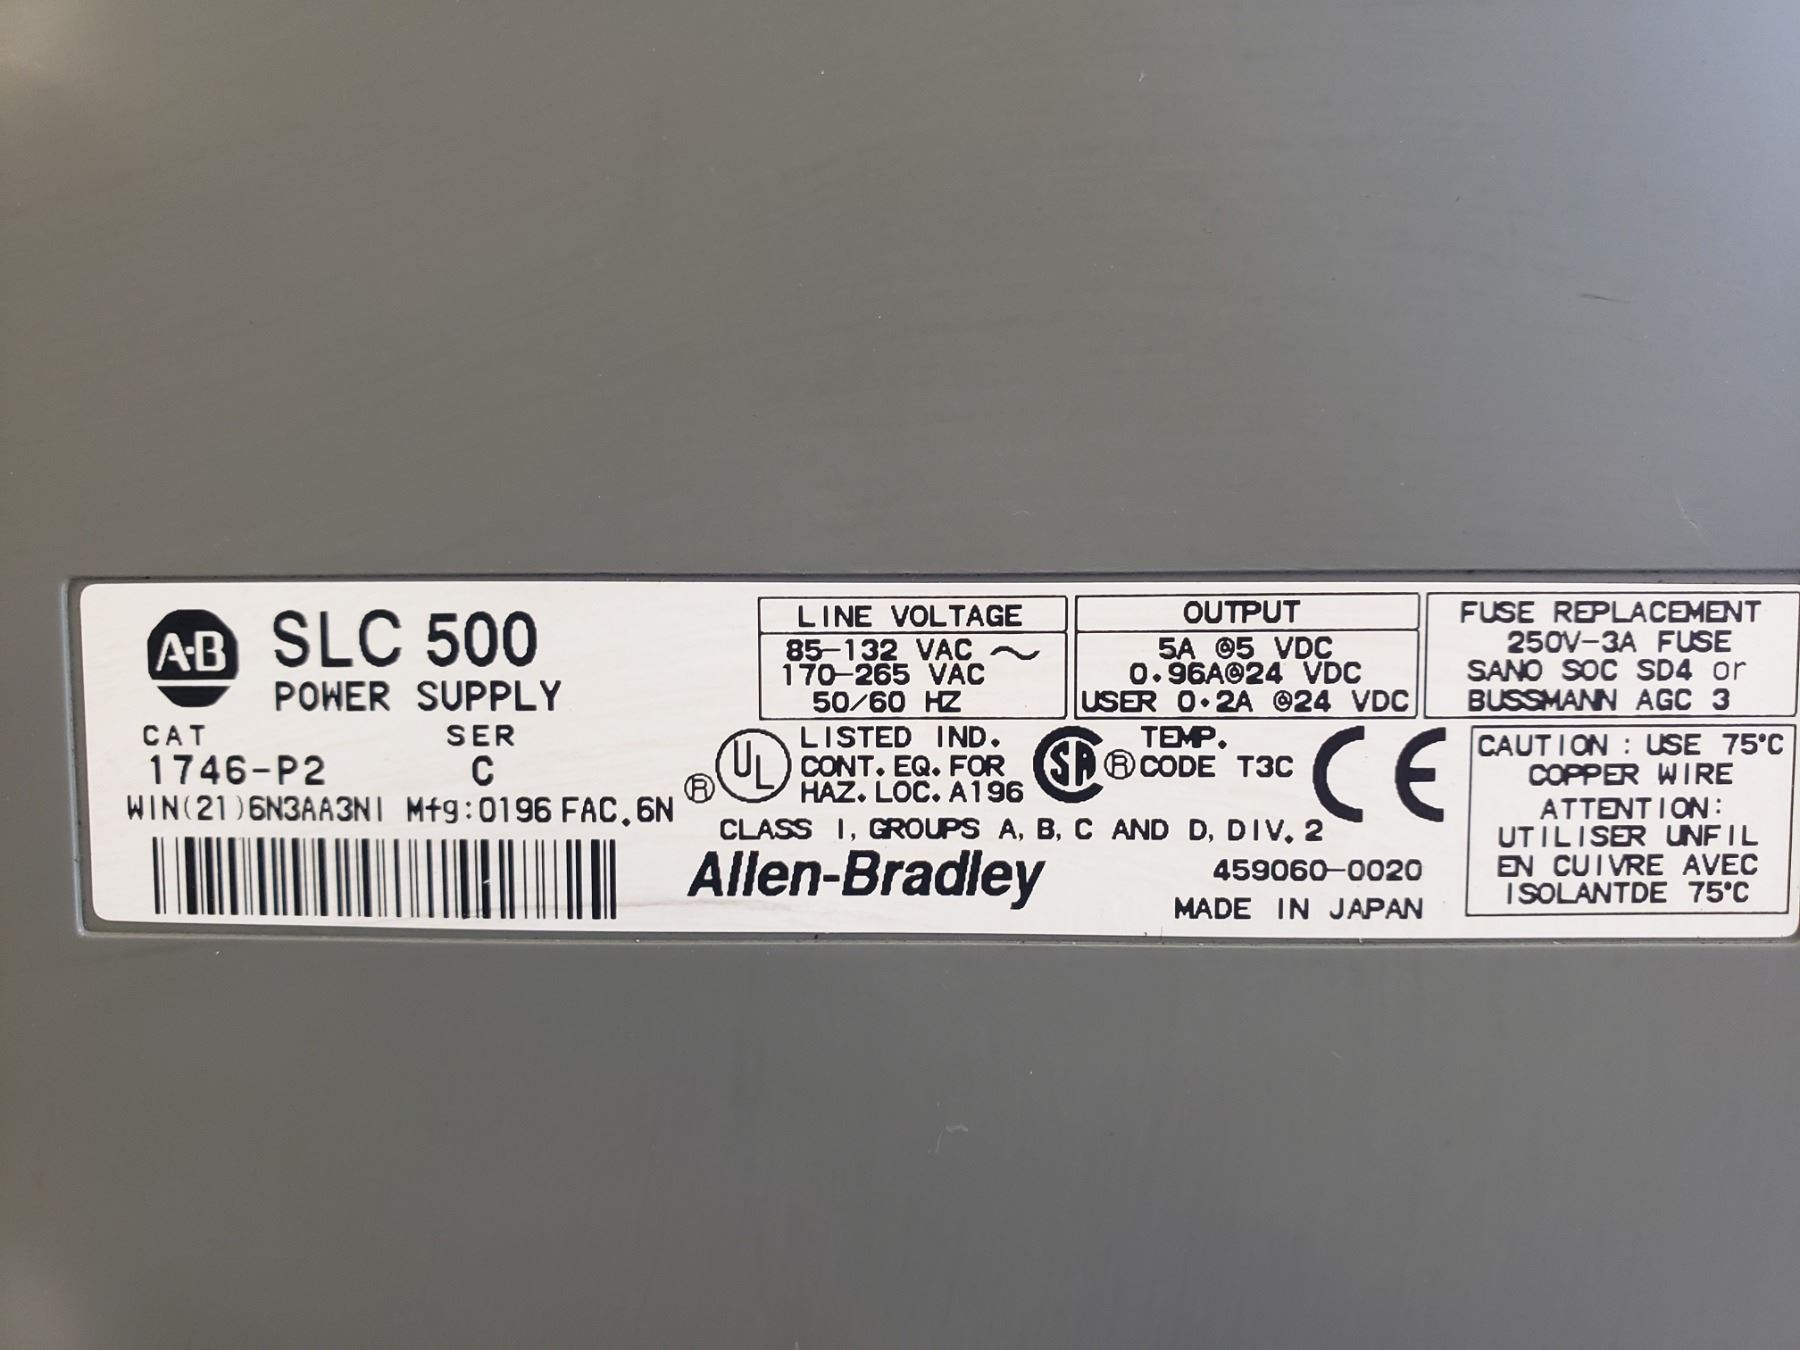 A-B
SLC 500
POWER SUPPLY
CAT SER
1746-P2 C
WIN(21)6N3AA3NI Mfg:0196 FAC.6N
LINE VOLTAGE
85-132 VAC ~
170-265 VAC
50/60 HZ
OUTPUT
5A @5 VDC
0.96A@24 VDC
USER 0.2A @24 VDC
FUSE REPLACEMENT
250V-3A FUSE
SANO SOC SD4 or
BUSSMANN AGC 3
® UL LISTED IND.
CONT. EQ. FOR
HAZ. LOC. A196
SA ® TEMP.
CODE T3C
CE
CLASS I, GROUPS A, B, C AND D, DIV. 2
Allen-Bradley
459060-0020
MADE IN JAPAN
CAUTION : USE 75°C
COPPER WIRE
ATTENTION:
UTILISER UNFIL
EN CUIVRE AVEC
ISOLANTDE 75°C